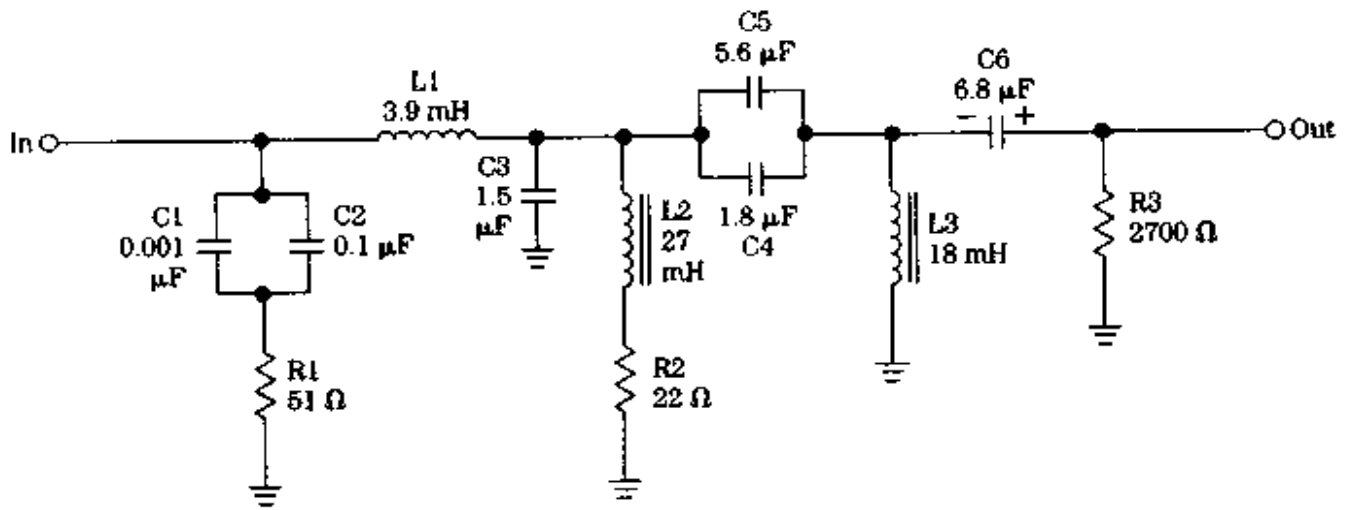 C5
5.6 µF
C6
6.8 µF
L1
3.9 mH
− +
In
Out
C3
1.5
µF
C1
0.001
µF
C2
0.1 µF
L2
27
mH
1.8 µF
C4
L3
18 mH
R3
2700 Ω
R1
51 Ω
R2
22 Ω